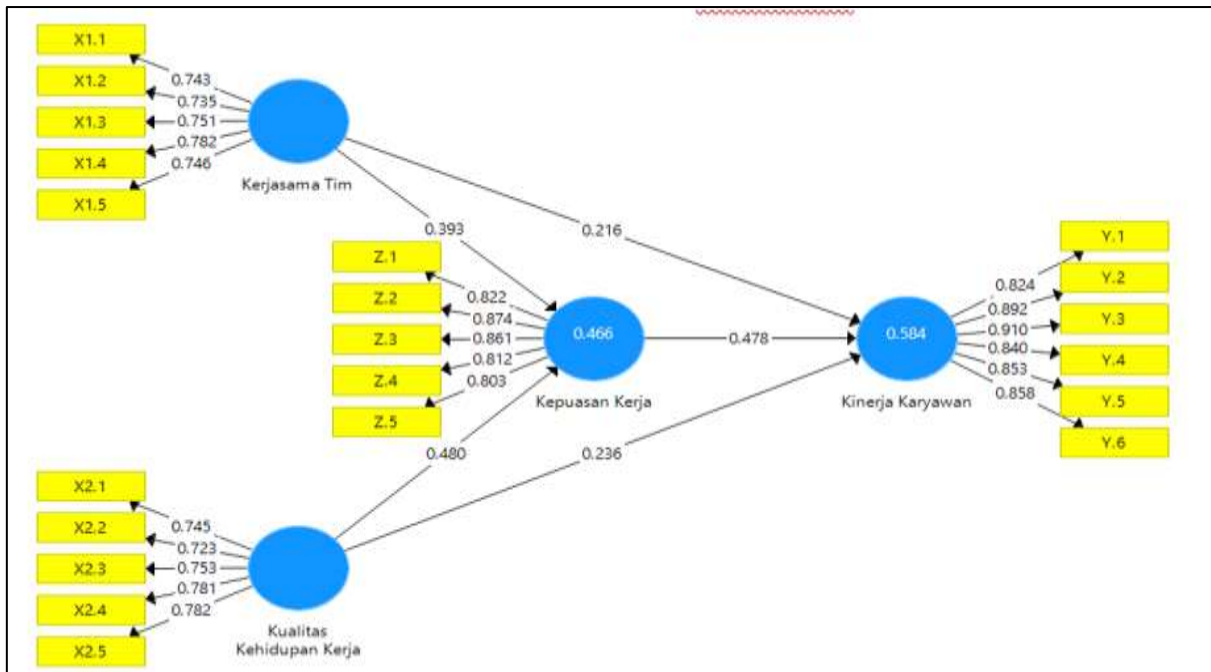 X1.1
X1.2
X1.3
X1.4
X1.5
0.743
0.735
0.751
0.782
0.746
Kerjasama Tim
0.393
0.216
Z.1
Z.2
Z.3
Z.4
Z.5
0.822
0.874
0.861
0.812
0.803
0.466
Kepuasan Kerja
0.478
0.584
Kinerja Karyawan
0.824
0.892
0.910
0.840
0.853
0.858
Y.1
Y.2
Y.3
Y.4
Y.5
Y.6
0.480
0.236
X2.1
X2.2
X2.3
X2.4
X2.5
0.745
0.723
0.753
0.781
0.782
Kualitas
Kehidupan Kerja